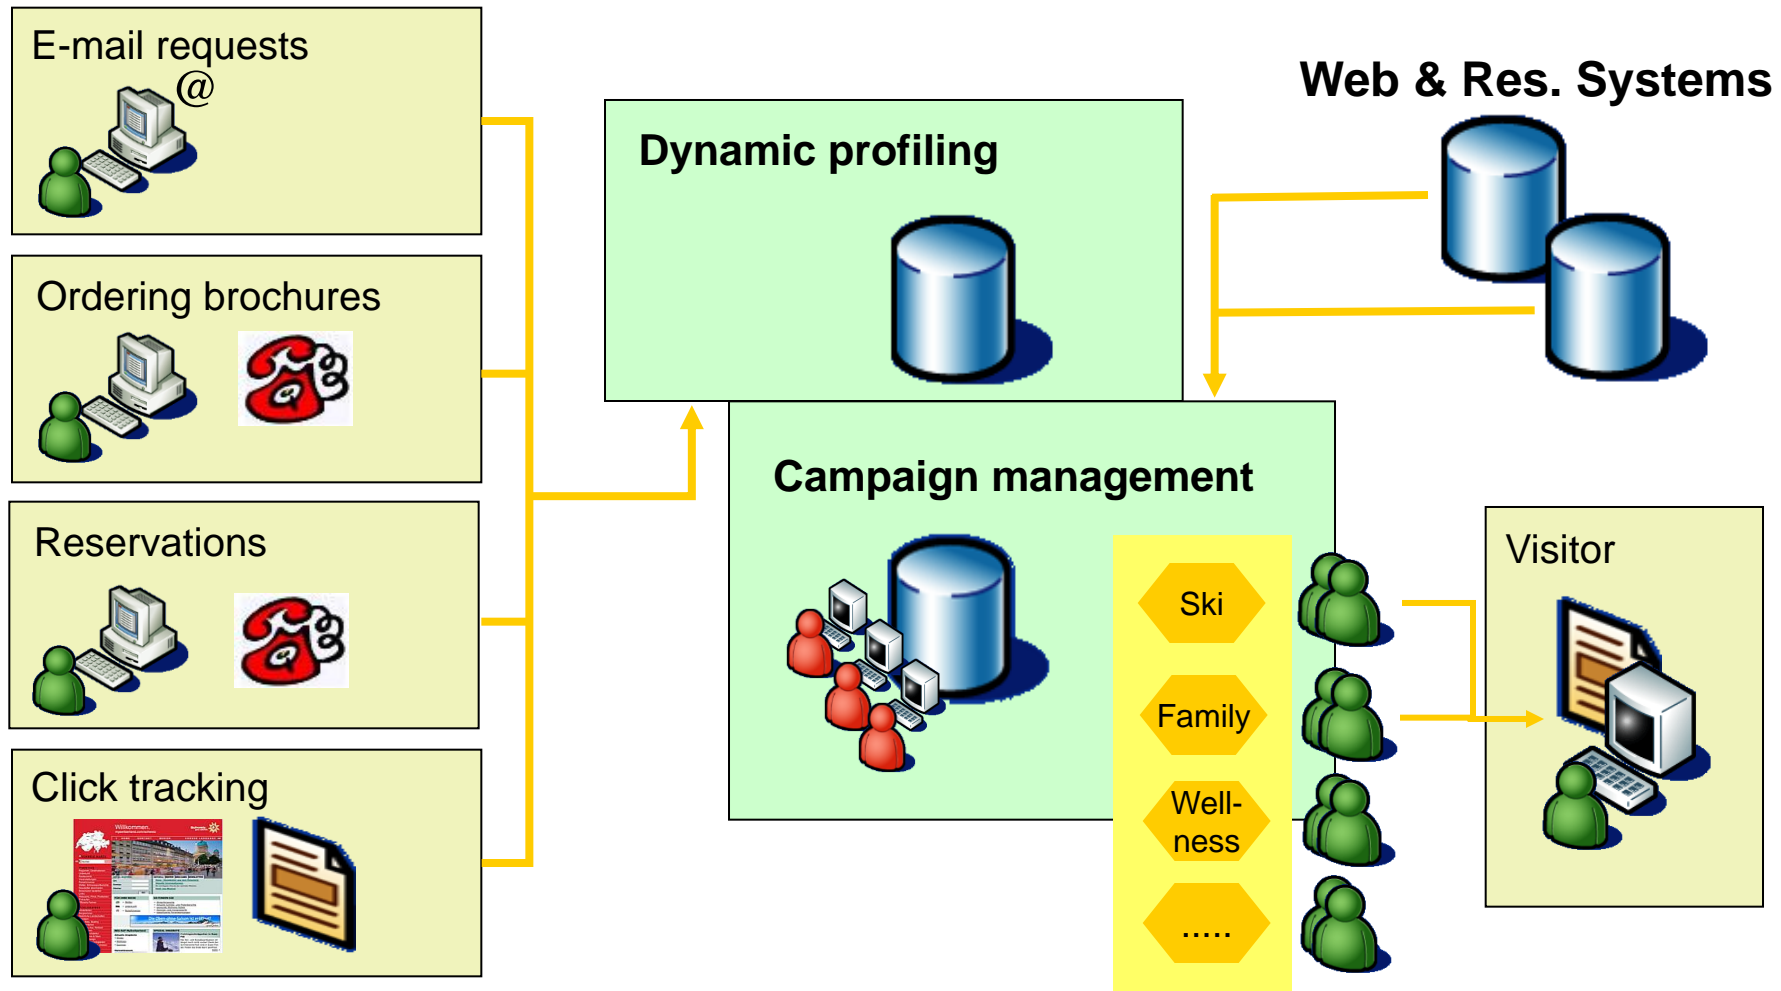 E-mail requests
@
Ordering brochures
Reservations
Click tracking
Willkommen.
Dynamic profiling
Web & Res. Systems
Campaign management
Ski
Family
Well-
ness
.....
Visitor